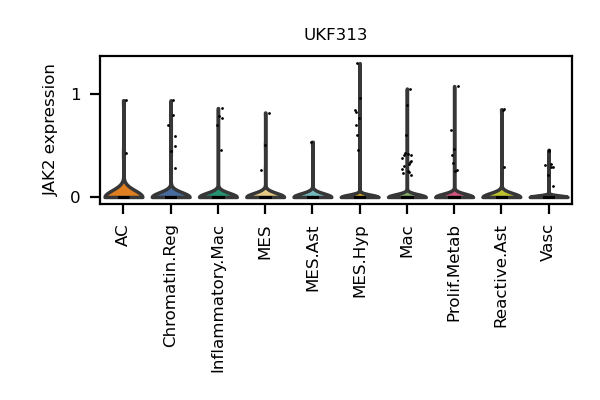 UKF313
JAK2 expression
1
0
AC
Chromatin.Reg
Inflammatory.Mac
MES
MES.Ast
MES.Hyp
Mac
Prolif.Metab
Reactive.Ast
Vasc